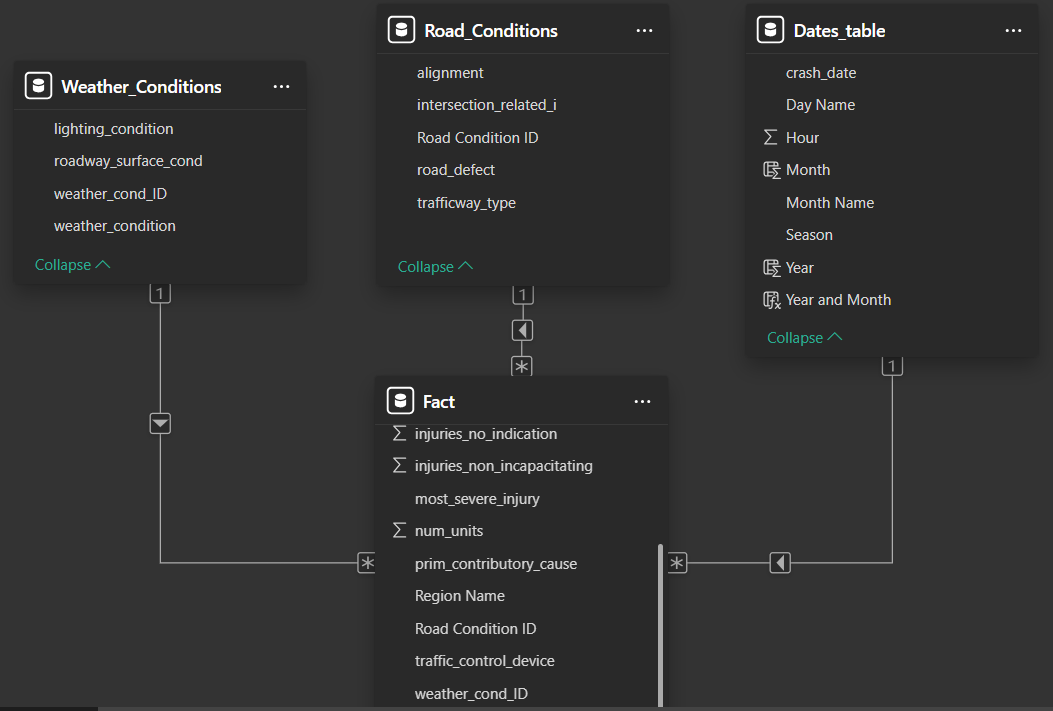 Weather_Conditions
lighting_condition
roadway_surface_cond
weather_cond_ID
weather_condition
Collapse
1
Road_Conditions
alignment
intersection_related_i
Road Condition ID
road_defect
trafficway_type
Collapse
1
*
Dates_table
crash_date
Day Name
Hour
Month
Month Name
Season
Year
Year and Month
Collapse
1
Fact
injuries_no_indication
injuries_non_incapacitating
most_severe_injury
num_units
prim_contributory_cause
* *
Region Name
Road Condition ID
traffic_control_device
weather_cond_ID